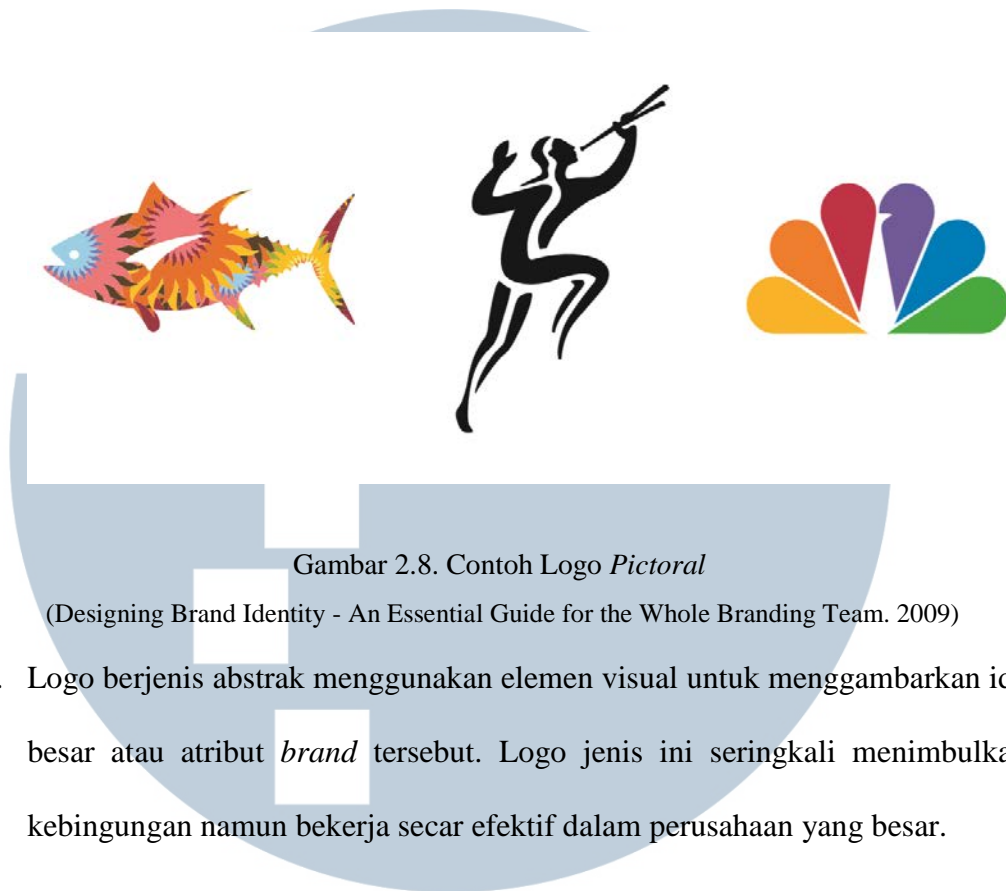 Gambar 2.8. Contoh Logo Pictoral
(Designing Brand Identity - An Essential Guide for the Whole Branding Team. 2009)
. Logo berjenis abstrak menggunakan elemen visual untuk menggambarkan id
besar atau atribut brand tersebut. Logo jenis ini seringkali menimbulka
kebingungan namun bekerja secar efektif dalam perusahaan yang besar.